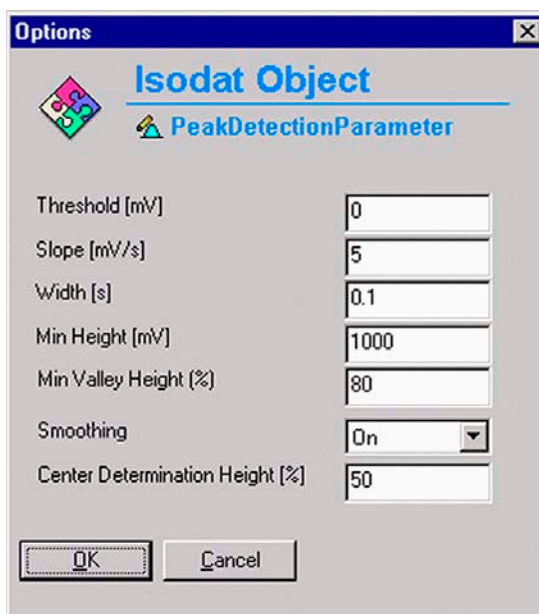 Options
Isodat Object
PeakDetectionParameter
Threshold [mV] 0
Slope [mV/s] 5
Width [s] 0.1
Min Height [mV] 1000
Min Valley Height (%) 80
Smoothing On
Center Determination Height [%] 50
OK Cancel